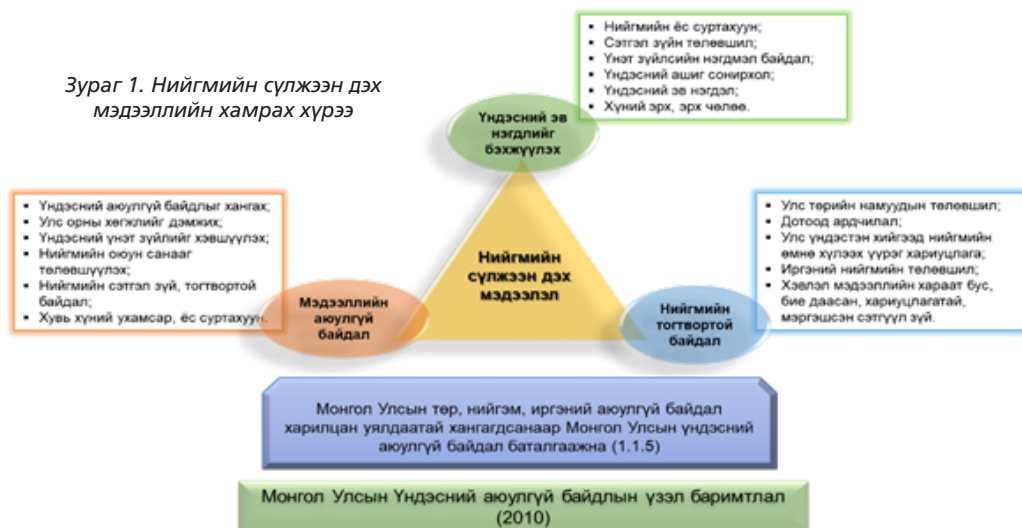 Зураг 1. Нийгмийн сүлжээн дэх
мэдээллийн хамрах хүрээ
▪ Нийгмийн ёс суртахуун;
▪ Сэтгэл зүйн төлөвшил;
▪ Үнэт зүйлсийн нэгдмэл байдал;
▪ Үндэсний ашиг сонирхол;
▪ Үндэсний эв нэгдэл;
▪ Хүний эрх, эрх чөлөө.
Үндэсний эв
нэгдлийг
бэхжүүлэх
▪ Үндэсний аюулгүй байдлыг хангах;
▪ Улс орны хөгжлийг дэмжих;
▪ Үндэсний үнэт зүйлийг хэвшүүлэх;
▪ Нийгмийн оюун санааг
төлөвшүүлэх;
▪ Нийгмийн сэтгэл зүй, тогтвортой
байдал;
▪ Хувь хүний ухамсар, ёс суртахуун.
Мэдээллийн
аюулгүй
байдал
Нийгмийн
сүлжээн дэх
мэдээлэл
▪ Улс төрийн намуудын төлөвшил;
▪ Дотоод ардчилал;
▪ Улс үндэстэн хийгээд нийгмийн
өмнө хүлээх үүрэг хариуцлага;
▪ Иргэний нийгмийн төлөвшил;
▪ Хэвлэл мэдээллийн хараат бус,
бие даасан, хариуцлагатай,
мэргэшсэн сэтгүүл зүй.
Нийгмийн
тогтвортой
байдал
Монгол Улсын төр, нийгэм, иргэний аюулгүй байдал
харилцан уялдаатай хангагдсанаар Монгол Улсын үндэсний
аюулгүй байдал баталгаажна (1.1.5)
Монгол Улсын Үндэсний аюулгүй байдлын үзэл баримтлал
(2010)